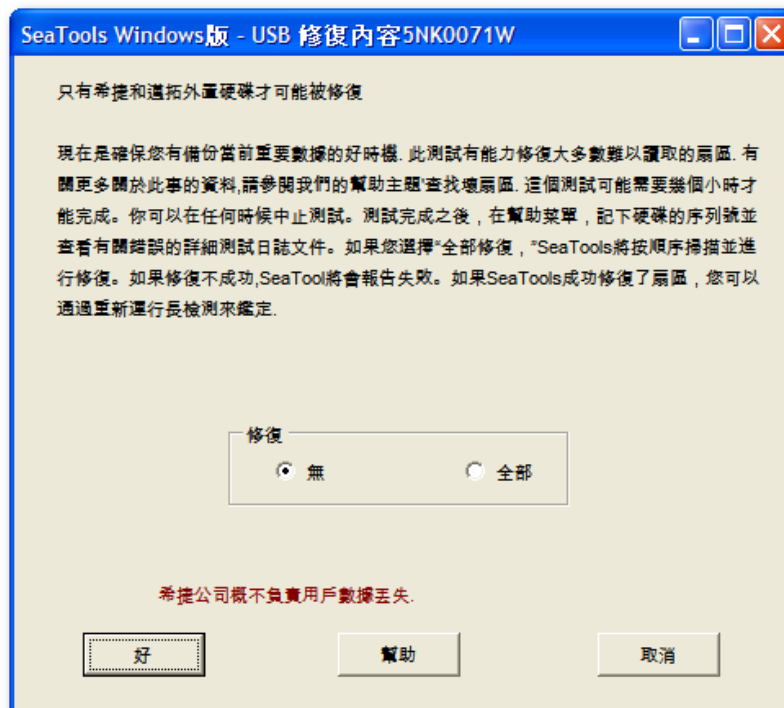 SeaTools Windows版 - USB 修復內容5NK0071W
只有希捷和邁拓外置硬碟才可能被修復
現在是確保您有備份當前重要數據的好時機. 此測試有能力修復大多數難以讀取的扇區. 有
關更多關於此事的資料,請參閱我們的幫助主題'查找壞扇區. 這個測試可能需要幾個小時才
能完成。你可以在任何時候中止測試。測試完成之後，在幫助菜單，記下硬碟的序列號並
查看有關錯誤的詳細測試日誌文件。如果您選擇“全部修復，”SeaTools將按順序掃描並進
行修復。如果修復不成功,SeaTool將會報告失敗。如果SeaTools成功修復了扇區，您可以
通過重新運行長檢測來鑑定.
修復
無 全部
希捷公司概不負責用戶數據丟失.
好 幫助 取消